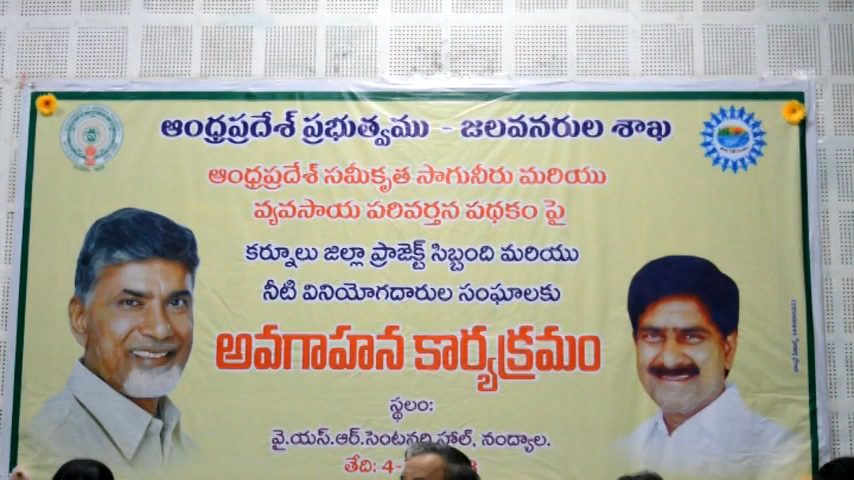 ఆంధ్రప్రదేశ్ ప్రభుత్వము - జలవనరుల శాఖ
ఆంధ్రప్రదేశ్ సమీకృత సాగునీరు మరియు
వ్యవసాయ పరివర్తన పథకం పై
కర్నూలు జిల్లా ప్రాజెక్ట్ సిబ్బంది మరియు
నీటి వినియోగదారుల సంఘాలకు
అవగాహన కార్యక్రమం
స్థలం:
వై.యస్.ఆర్.సెంటినరి హాల్, నంద్యాల.
తేది: 4-